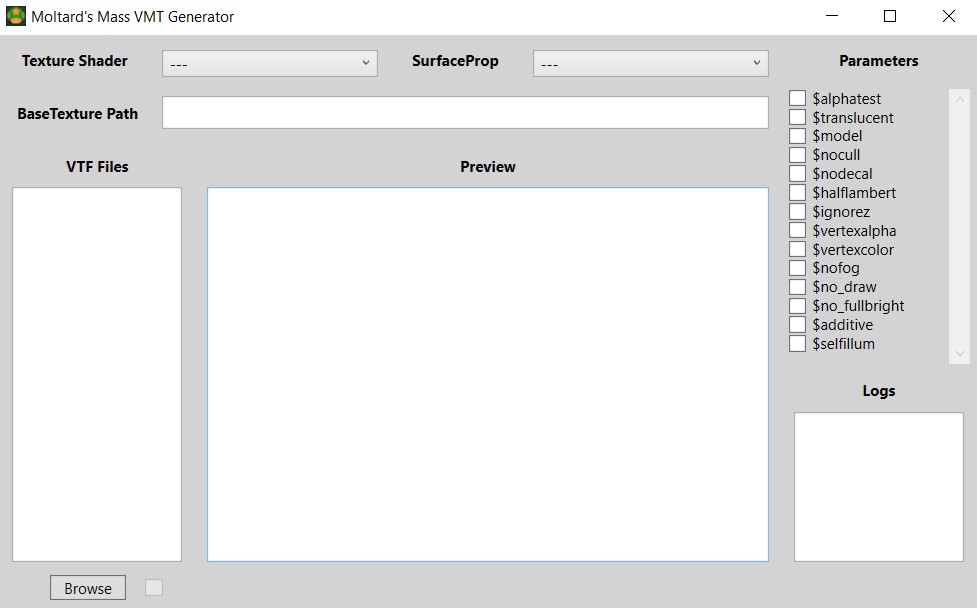 Moltard's Mass VMT Generator
Texture Shader
---
SurfaceProp
---
Parameters
BaseTexture Path
$alphatest
$translucent
$model
$nocull
$nodecal
$halflambert
$ignorez
$vertexalpha
$vertexcolor
$nofog
$no_draw
$no_fullbright
$additive
$selfillum
VTF Files
Preview
Logs
Browse